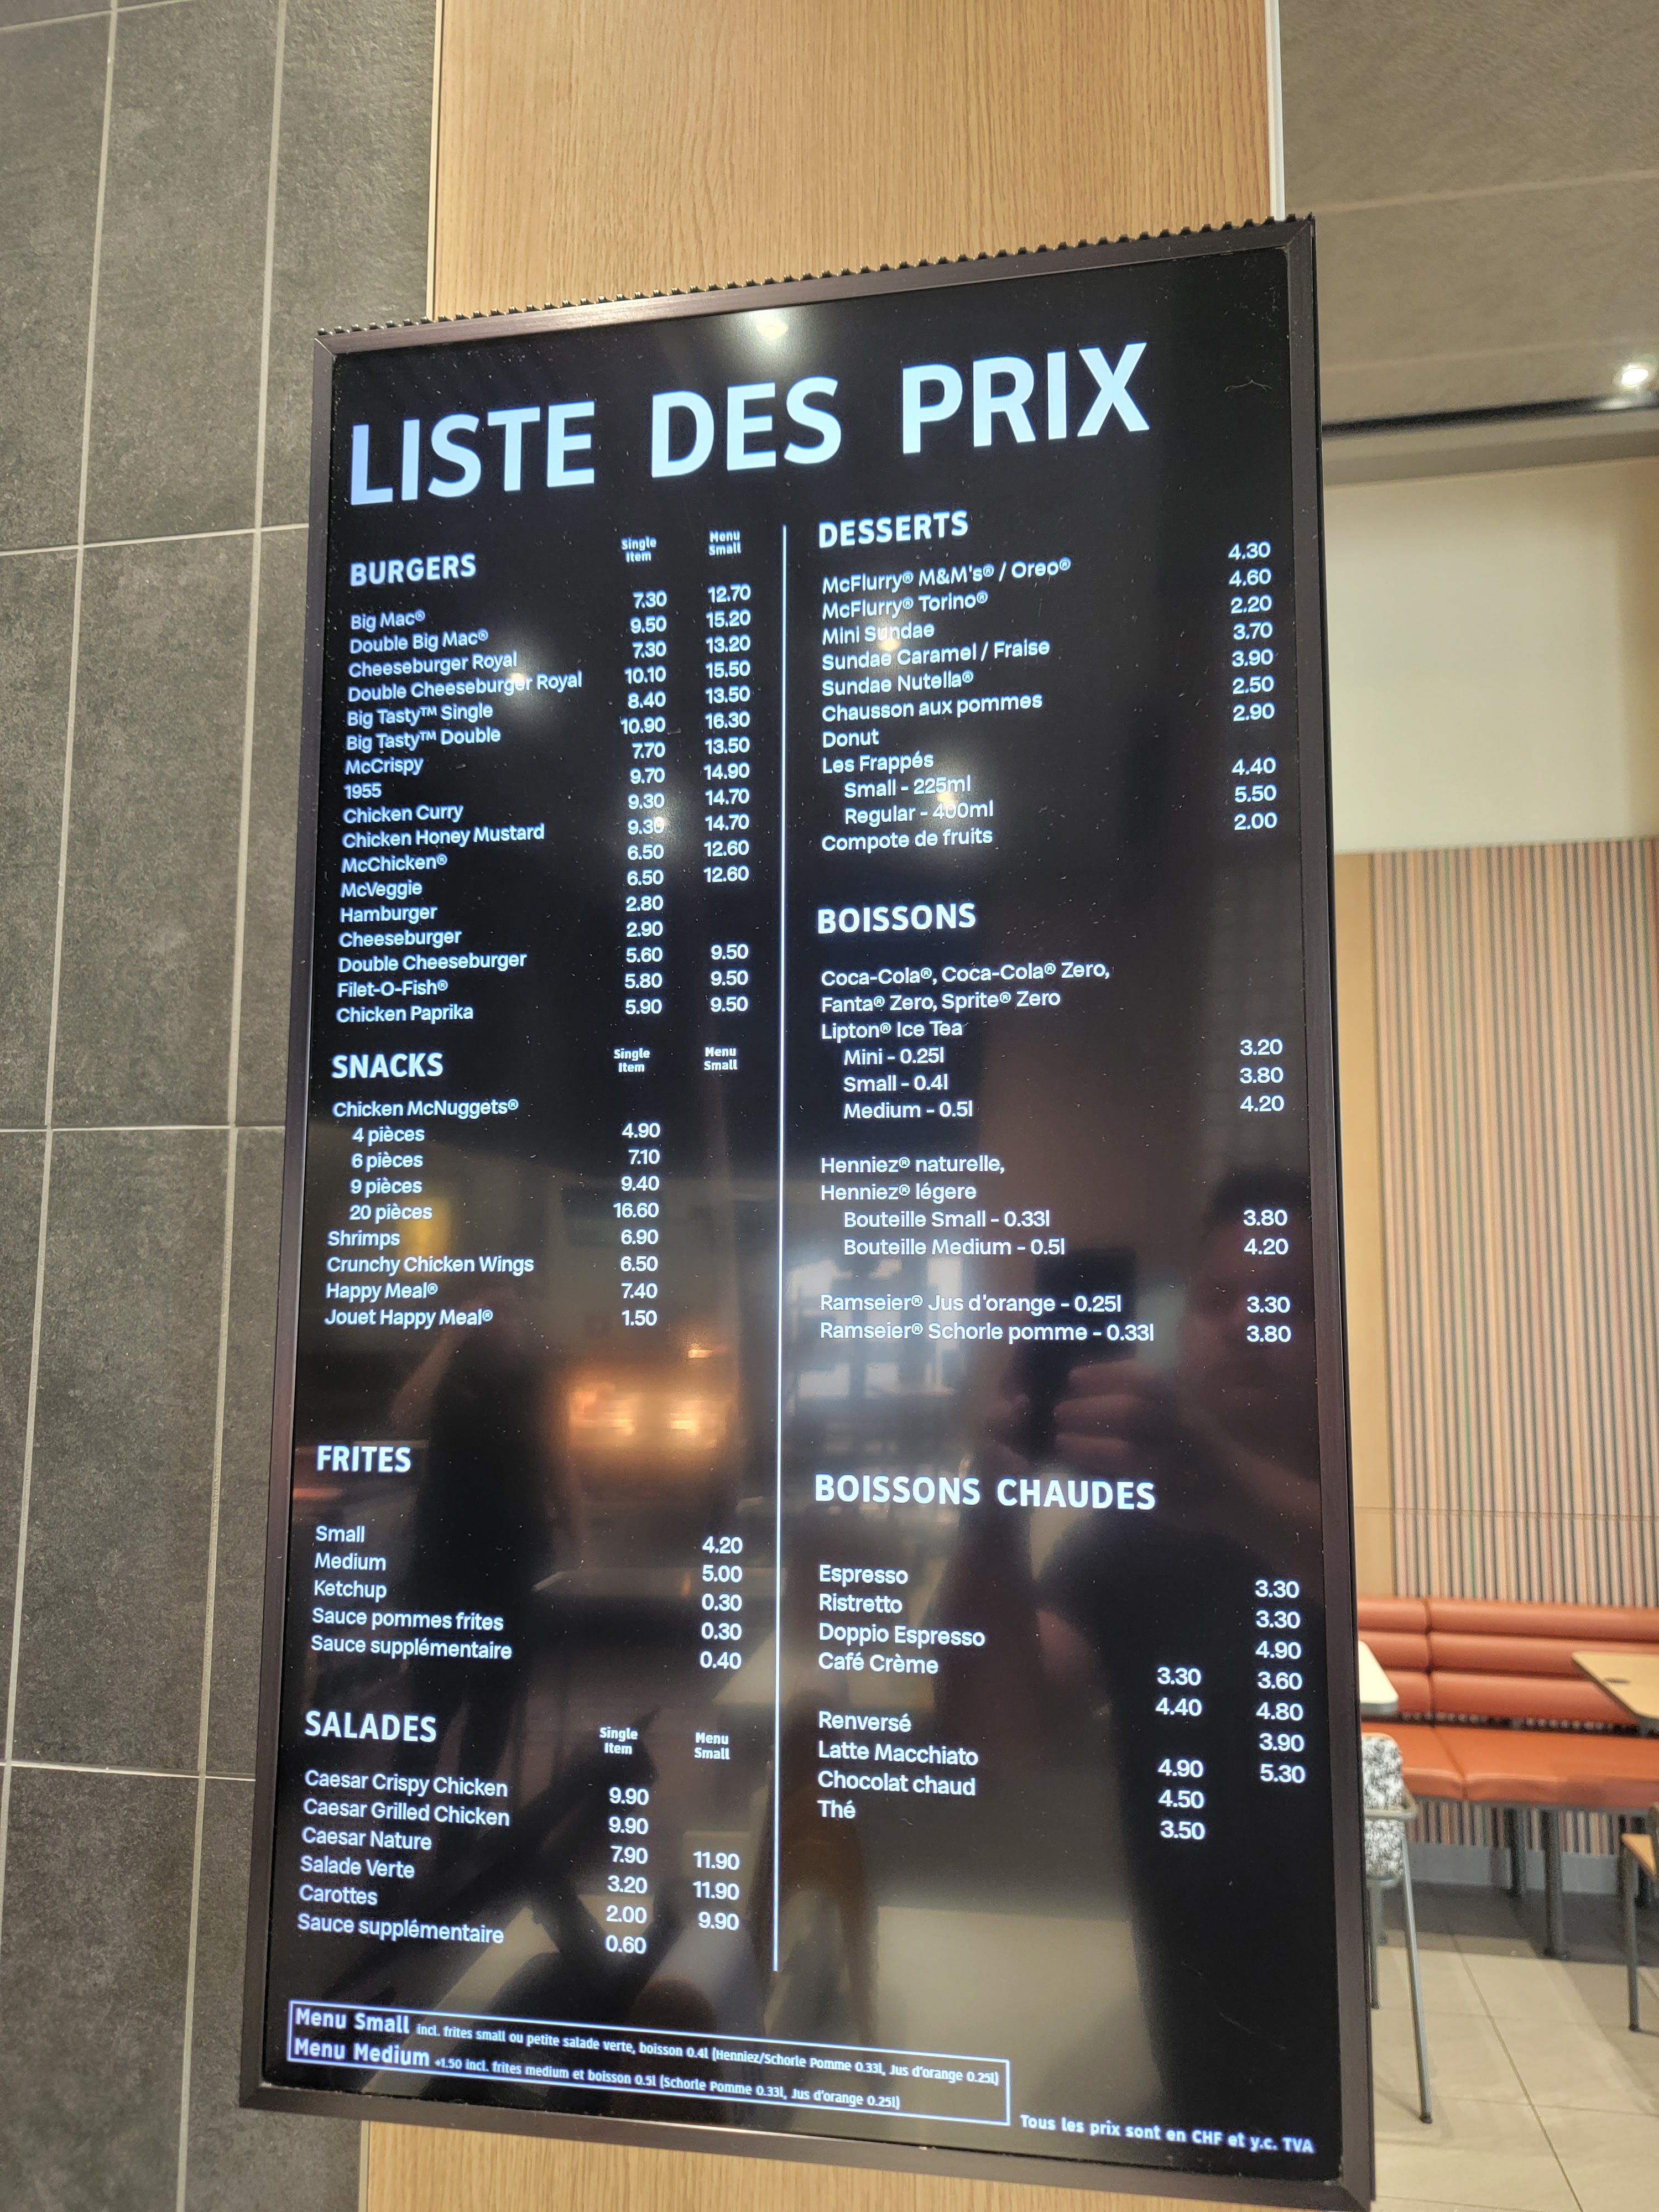 LISTE DES PRIX
BURGERS Single Item Menu Small
Big Mac® 7.30 12.70
Double Big Mac® 9.50 15.20
Cheeseburger Royal 7.30 13.20
Double Cheeseburger Royal 10.10 15.50
Big Tasty™ Single 8.40 13.50
Big Tasty™ Double 10.90 16.30
McCrispy 7.70 13.50
1955 9.70 14.90
Chicken Curry 9.30 14.70
Chicken Honey Mustard 9.30 14.70
McChicken® 6.50 12.60
McVeggie 6.50 12.60
Hamburger 2.80
Cheeseburger 2.90
Double Cheeseburger 5.60 9.50
Filet-O-Fish® 5.80 9.50
Chicken Paprika 5.90 9.50
SNACKS Single Item Menu Small
Chicken McNuggets®
4 pièces 4.90
6 pièces 7.10
9 pièces 9.40
20 pièces 16.60
Shrimps 6.90
Crunchy Chicken Wings 6.50
Happy Meal® 7.40
Jouet Happy Meal® 1.50
FRITES
Small 4.20
Medium 5.00
Ketchup 0.30
Sauce pommes frites 0.30
Sauce supplémentaire 0.40
SALADES Single Item Menu Small
Caesar Crispy Chicken 9.90
Caesar Grilled Chicken 9.90
Caesar Nature 7.90 11.90
Salade Verte 3.20 11.90
Carottes 2.00 9.90
Sauce supplémentaire 0.60
DESSERTS
McFlurry® M&M's® / Oreo® 4.30
McFlurry® Torino® 4.60
Mini Sundae 2.20
Sundae Caramel / Fraise 3.70
Sundae Nutella® 3.90
Chausson aux pommes 2.50
Donut 2.90
Les Frappés
Small - 225ml 4.40
Regular - 400ml 5.50
Compote de fruits 2.00
BOISSONS
Coca-Cola®, Coca-Cola® Zero,
Fanta® Zero, Sprite® Zero
Lipton® Ice Tea
Mini - 0.25l 3.20
Small - 0.4l 3.80
Medium - 0.5l 4.20
Henniez® naturelle,
Henniez® légere
Bouteille Small - 0.33l 3.80
Bouteille Medium - 0.5l 4.20
Ramseier® Jus d'orange - 0.25l 3.30
Ramseier® Schorle pomme - 0.33l 3.80
BOISSONS CHAUDES
Espresso 3.30
Ristretto 3.30
Doppio Espresso 4.90
Café Crème 3.30 3.60
4.40 4.80
Renversé 3.90
Latte Macchiato 4.90 5.30
Chocolat chaud 4.50
Thé 3.50
Menu Small incl. frites small ou petite salade verte, boisson 0.4l (Henniez/Schorle Pomme 0.33l, Jus d'orange 0.25l)
Menu Medium +1.50 incl. frites medium et boisson 0.5l (Schorle Pomme 0.33l, Jus d'orange 0.25l)
Tous les prix sont en CHF et y.c. TVA